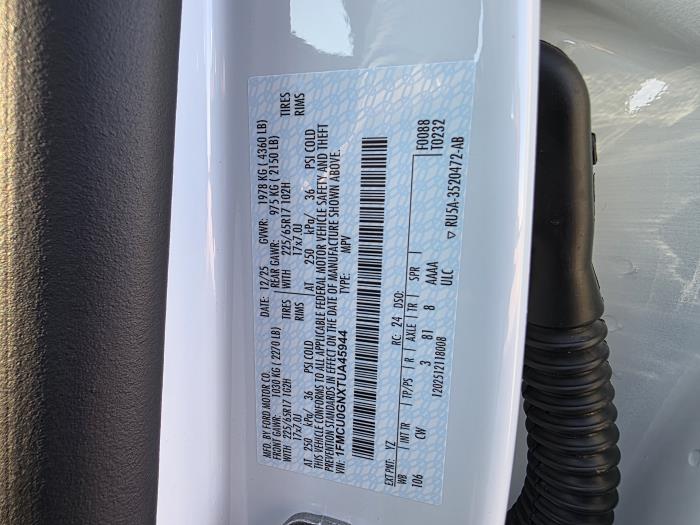 MFD. BY FORD MOTOR CO.
DATE: 12/25 GVWR: 1978 KG ( 4360 LB)
FRONT GAWR: 1030 KG ( 2270 LB) REAR GAWR: 975 KG ( 2150 LB)
WITH 225/65R17 102H TIRES WITH 225/65R17 102H TIRES
17x7.0J RIMS 17x7.0J RIMS
AT 250 kPa/ 36 PSI COLD AT 250 kPa/ 36 PSI COLD
THIS VEHICLE CONFORMS TO ALL APPLICABLE FEDERAL MOTOR VEHICLE SAFETY AND THEFT
PREVENTION STANDARDS IN EFFECT ON THE DATE OF MANUFACTURE SHOWN ABOVE.
VIN: 1FMCU0GNXTUA45944 TYPE: MPV
EXT PNT: YZ RC: 24 DSO: F0088
WB INT TR TP/PS R AXLE TR SPR T0232
106 CW 3 81 8 AAAA
1202512118008 ULC ▽ RU5A-3520472-AB